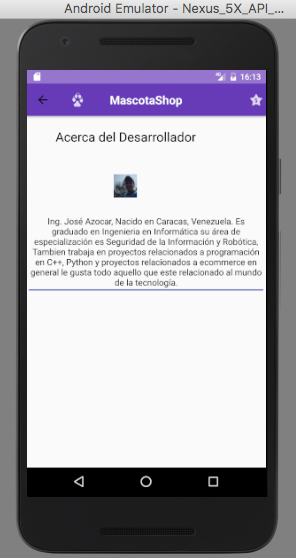 Android Emulator - Nexus_5X_API_...
16:13
MascotaShop
Acerca del Desarrollador
Ing. José Azocar, Nacido en Caracas, Venezuela. Es
graduado en Ingenieria en Informática su área de
especialización es Seguridad de la Información y Robótica,
Tambien trabaja en proyectos relacionados a programación
en C++, Python y proyectos relacionados a ecommerce en
general le gusta todo aquello que este relacionado al mundo
de la tecnología.